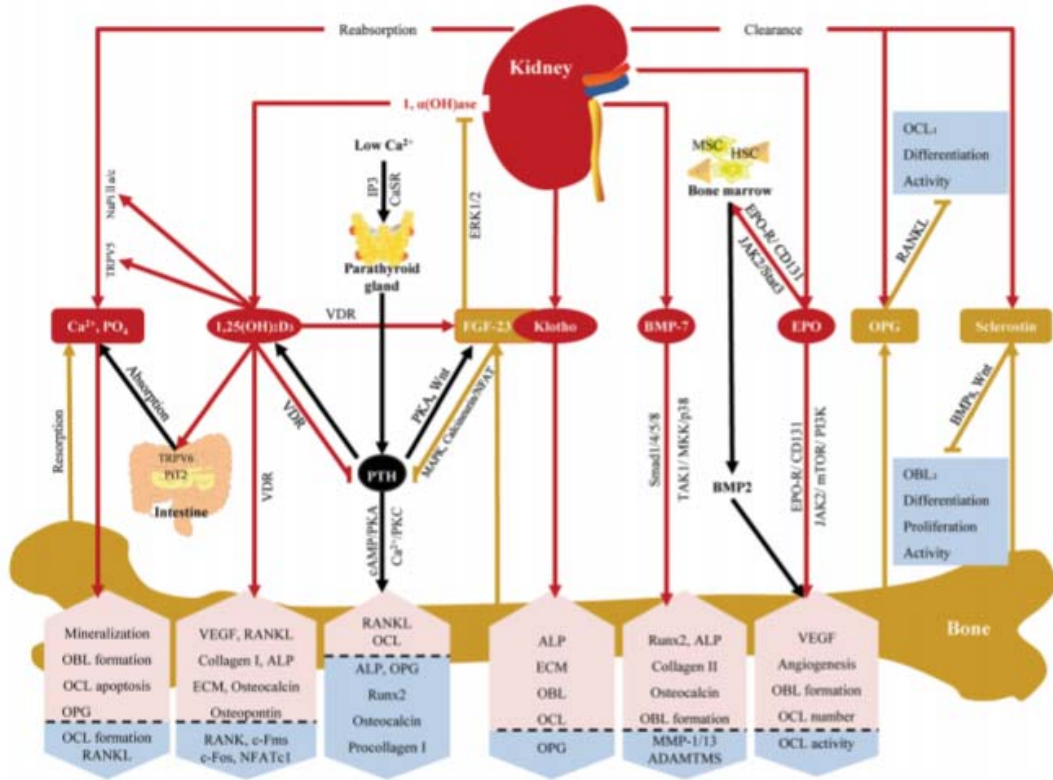 Reabsorption
Clearance
Kidney
1, α(OH)ase
Low Ca²⁺
IP3
CaSR
Parathyroid
gland
ERK1/2
MSC
HSC
Bone marrow
EPO-R/ CD131
JAK2/Stat3
OCL:
Differentiation
Activity
RANKL
NaPi II a/c
TRPV5
Ca²⁺, PO₄
1,25(OH)₂D₃
VDR
FGF-23
Klotho
BMP-7
EPO
OPG
Sclerostin
Resorption
Absorption
TRPV6
PiT2
Intestine
VDR
VDR
PKA, Wnt
MAPK, Calcineurin/NFAT
PTH
cAMP/PKA
Ca²⁺/PKC
Smad1/4/5/8
TAK1/ MKK/p38
BMP2
EPO-R/ CD131
JAK2/ mTOR/ PI3K
BMPs, Wnt
OBL:
Differentiation
Proliferation
Activity
Bone
Mineralization
OBL formation
OCL apoptosis
OPG
OCL formation
RANKL
VEGF, RANKL
Collagen I, ALP
ECM, Osteocalcin
Osteopontin
RANK, c-Fms
c-Fos, NFATc1
RANKL
OCL
ALP, OPG
Runx2
Osteocalcin
Procollagen I
ALP
ECM
OBL
OCL
OPG
Runx2, ALP
Collagen II
Osteocalcin
OBL formation
MMP-1/13
ADAMTMS
VEGF
Angiogenesis
OBL formation
OCL number
OCL activity